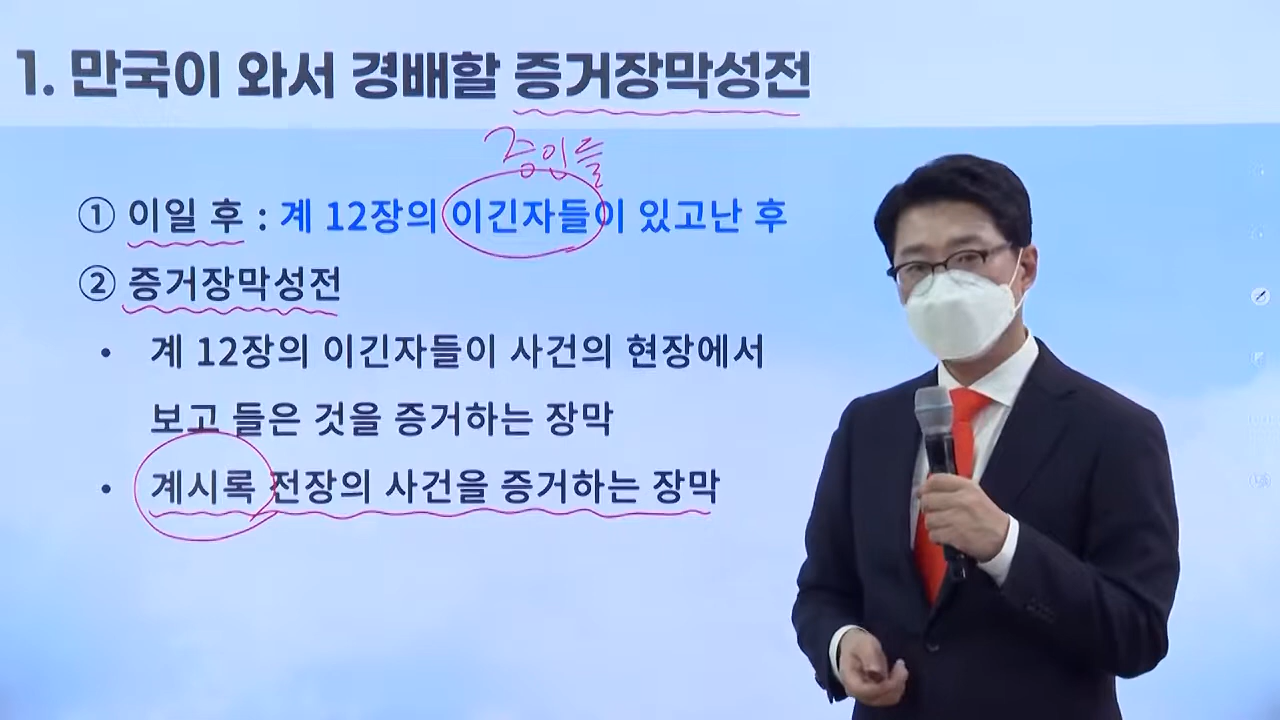 1. 만국이 와서 경배할 증거장막성전
증인들
① 이일 후 : 계 12장의 이긴자들이 있고난 후
② 증거장막성전
• 계 12장의 이긴자들이 사건의 현장에서
보고 들은 것을 증거하는 장막
• 계시록 전장의 사건을 증거하는 장막